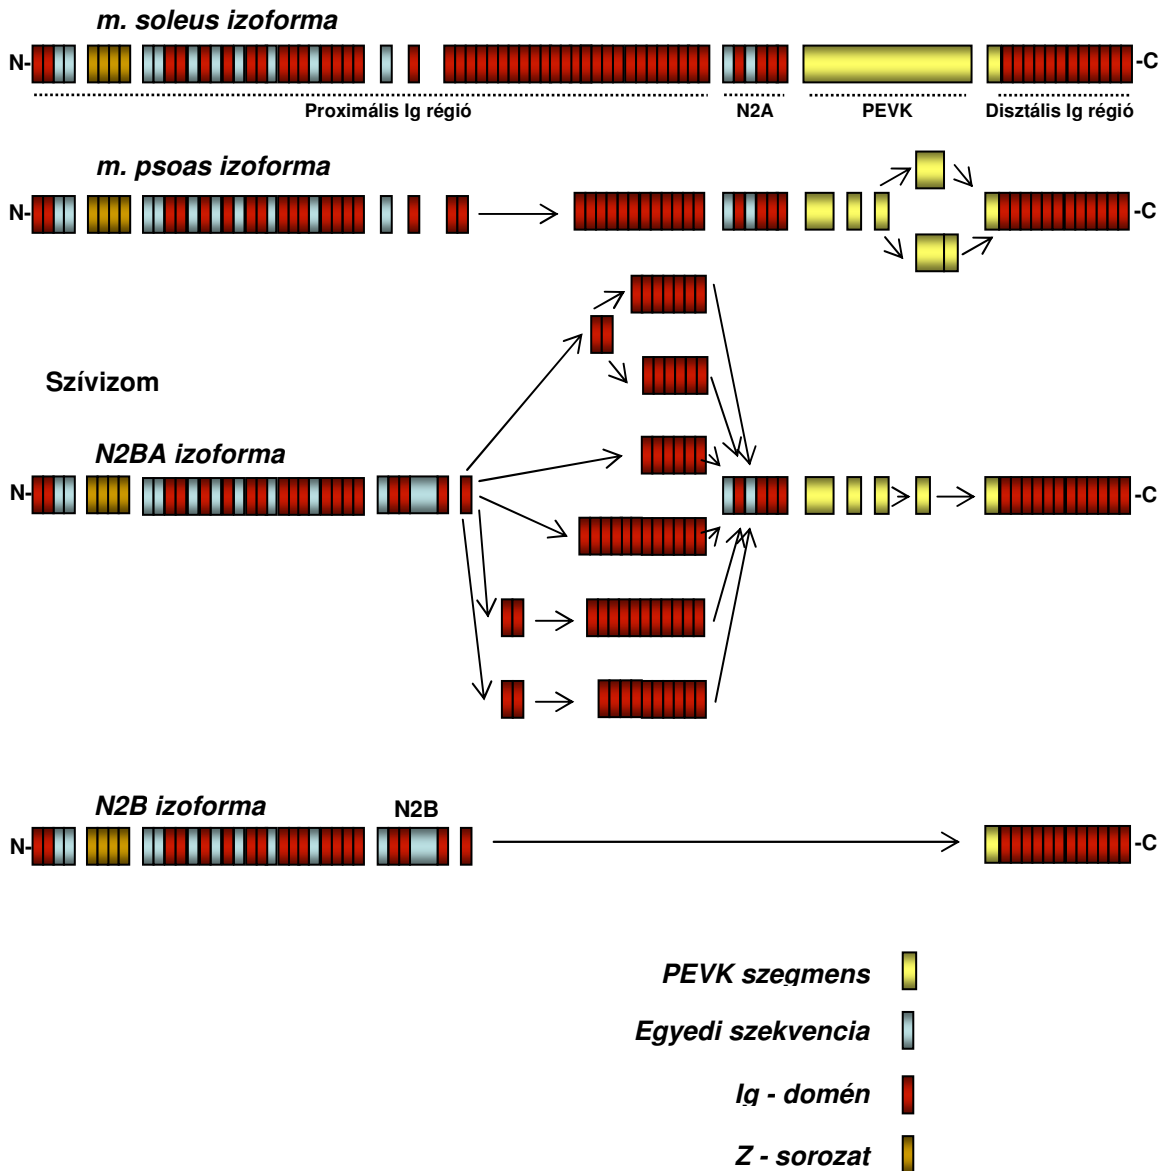 m. soleus izoforma
N- -C
Proximális Ig régió N2A PEVK Disztális Ig régió
m. psoas izoforma
N- -C
Szívizom
N2BA izoforma
N- -C
N2B izoforma N2B
N- -C
PEVK szegmens
Egyedi szekvencia
Ig - domén
Z - sorozat